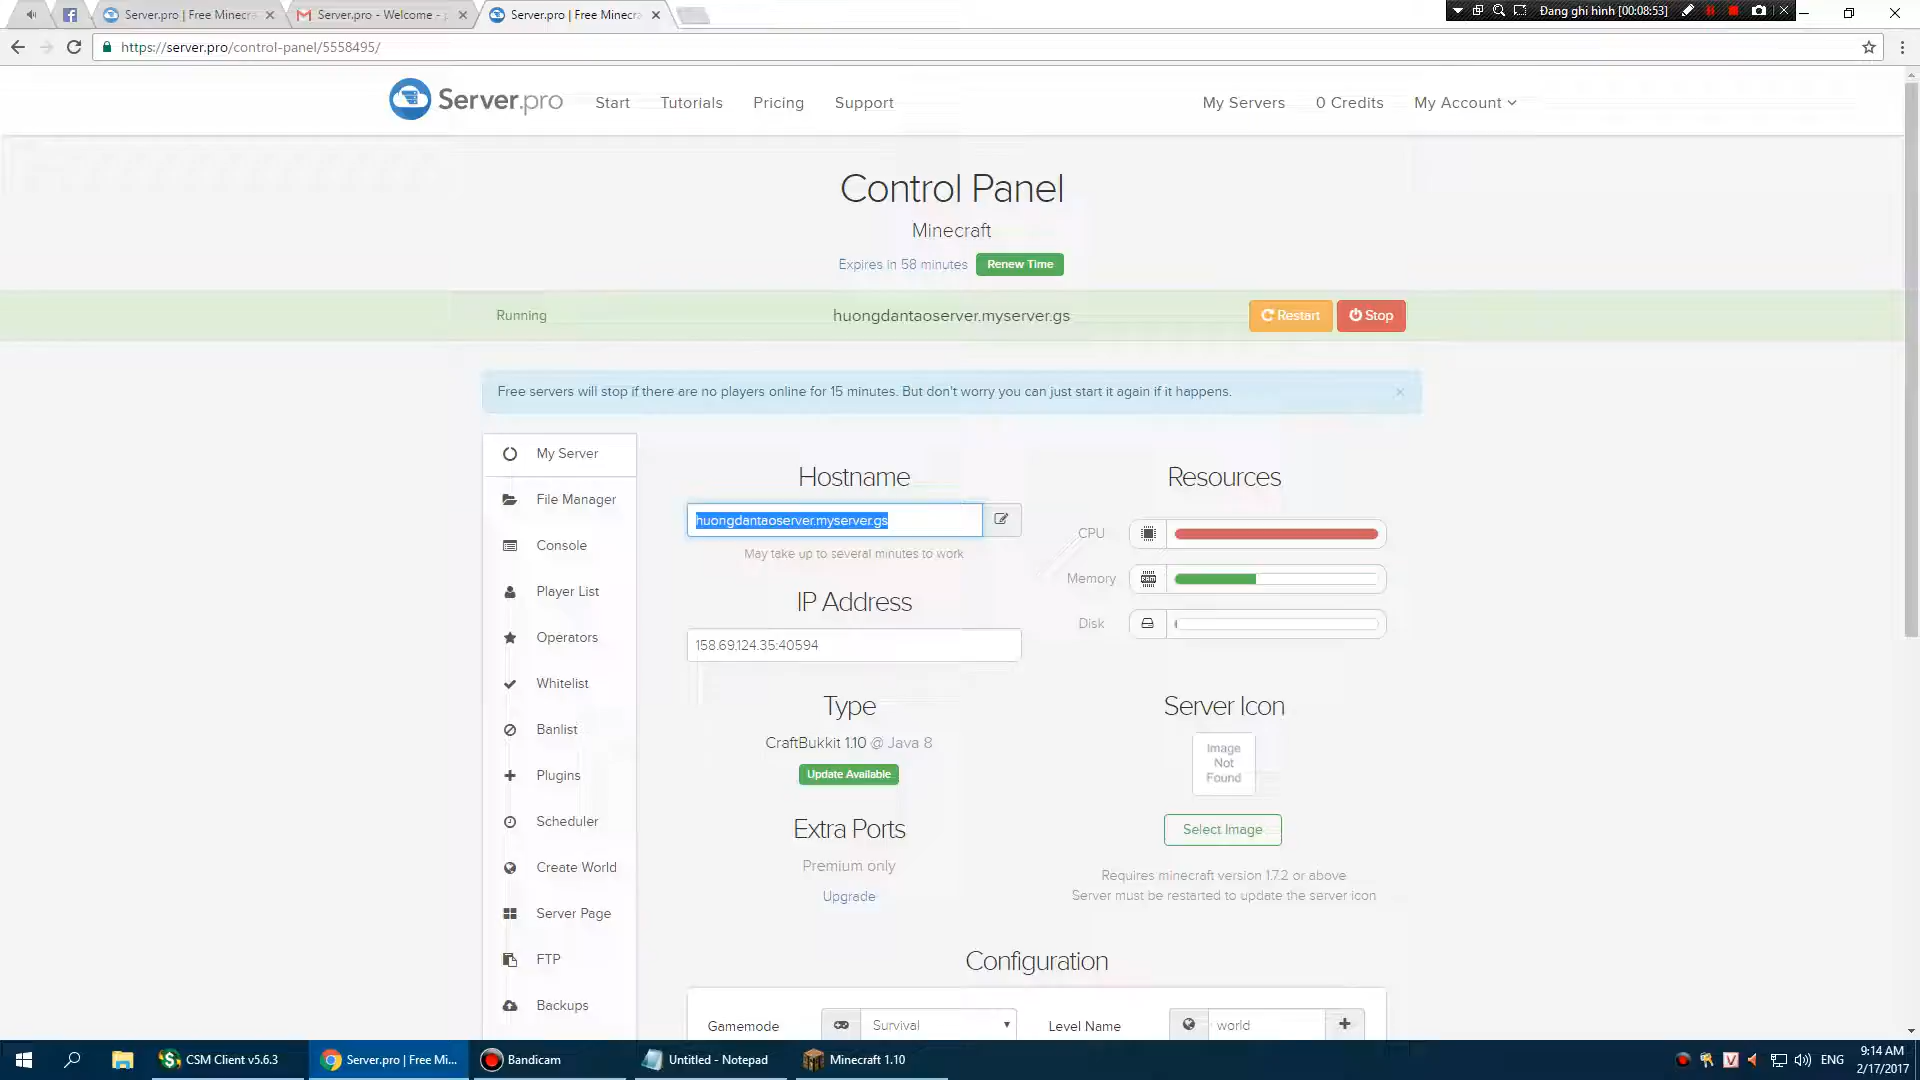 Server.pro | Free Minecra
Server.pro - Welcome -
Server.pro | Free Minecra
Đang ghi hình [00:08:53]
https://server.pro/control-panel/5558495/
Server.pro
Start
Tutorials
Pricing
Support
My Servers
0 Credits
My Account
Control Panel
Minecraft
Expires in 58 minutes
Renew Time
Running
huongdantaoserver.myserver.gs
Restart
Stop
Free servers will stop if there are no players online for 15 minutes. But don't worry you can just start it again if it happens.
My Server
File Manager
Console
Player List
Operators
Whitelist
Banlist
Plugins
Scheduler
Create World
Server Page
FTP
Backups
Hostname
huongdantaoserver.myserver.gs
May take up to several minutes to work
IP Address
158.69.124.35:40594
Type
CraftBukkit 1.10 @ Java 8
Update Available
Extra Ports
Premium only
Upgrade
Resources
CPU
Memory
Disk
Server Icon
Image
Not
Found
Select Image
Requires minecraft version 1.7.2 or above
Server must be restarted to update the server icon
Configuration
Gamemode
Survival
Level Name
world
CSM Client v5.6.3
Server.pro | Free Mi...
Bandicam
Untitled - Notepad
Minecraft 1.10
ENG
9:14 AM
2/17/2017